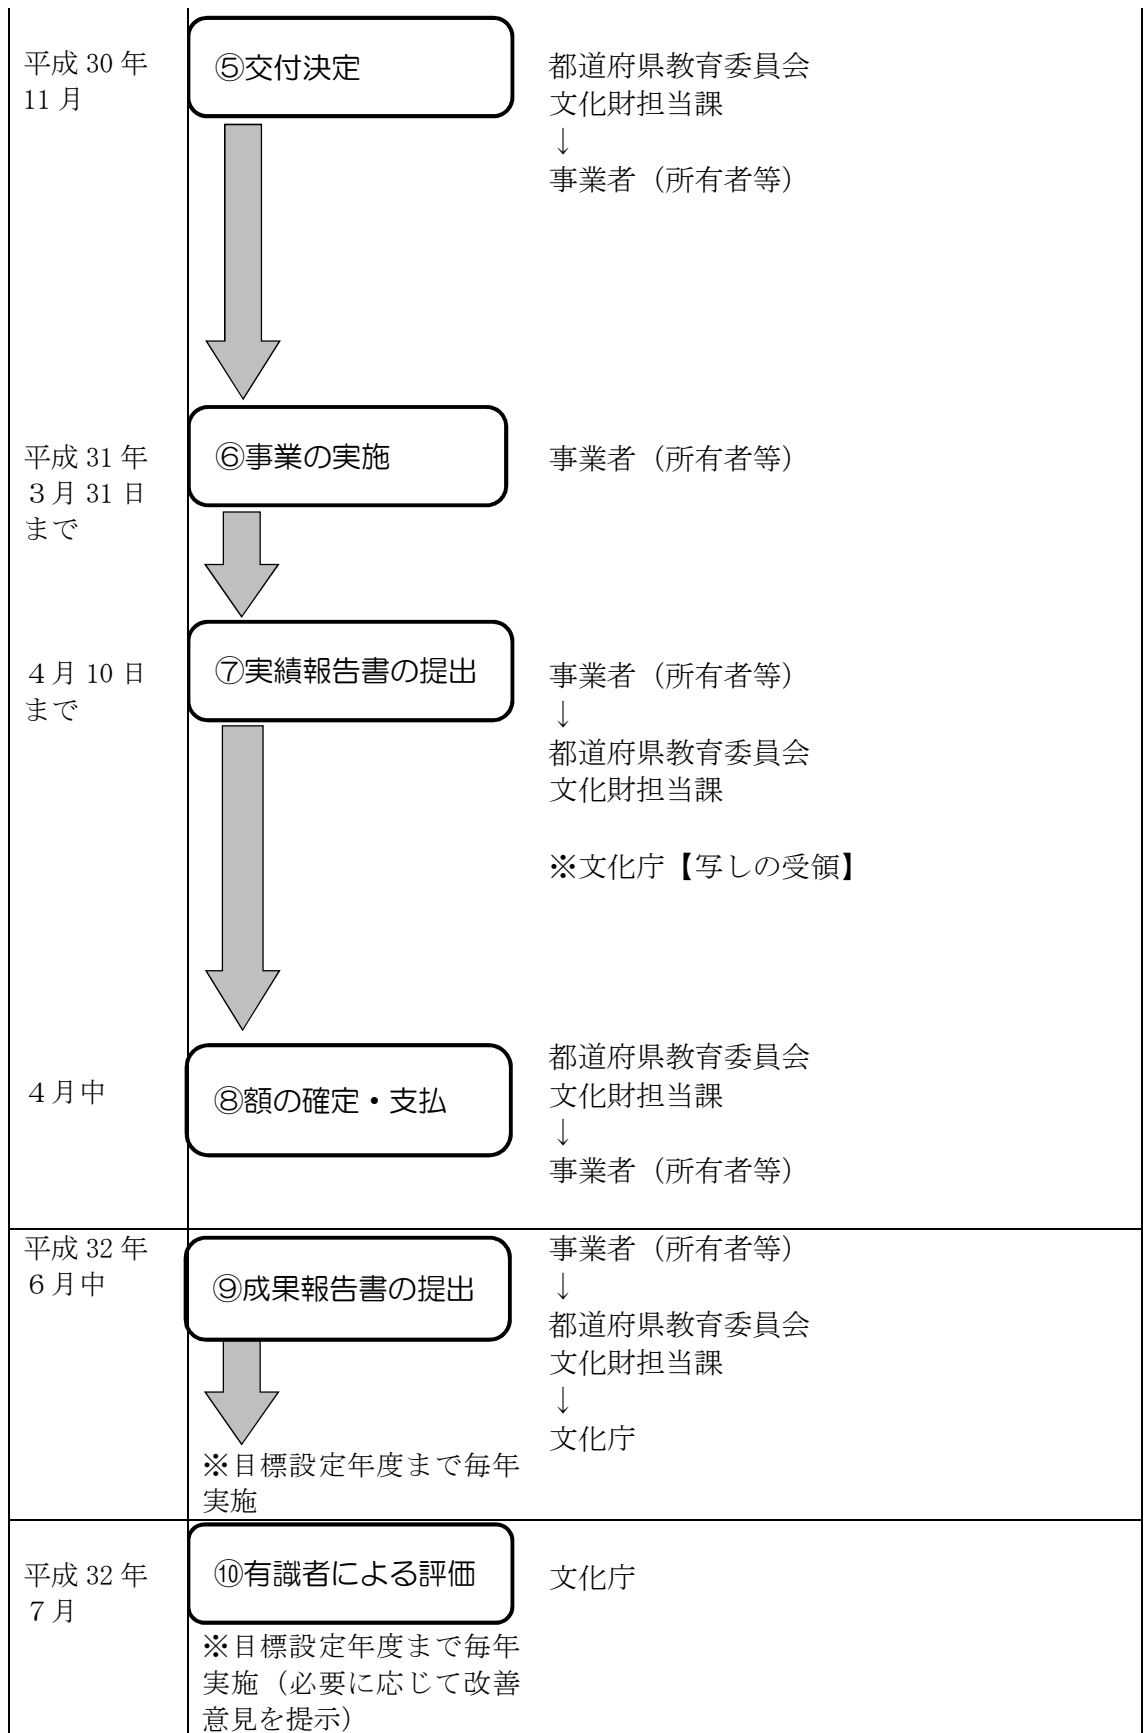 平成 30 年
11 月
⑤交付決定
都道府県教育委員会
文化財担当課
↓
事業者（所有者等）
平成 31 年
３月 31 日
まで
⑥事業の実施
事業者（所有者等）
４月 10 日
まで
⑦実績報告書の提出
事業者（所有者等）
↓
都道府県教育委員会
文化財担当課
※文化庁【写しの受領】
４月中
⑧額の確定・支払
都道府県教育委員会
文化財担当課
↓
事業者（所有者等）
平成 32 年
６月中
⑨成果報告書の提出
※目標設定年度まで毎年
実施
事業者（所有者等）
↓
都道府県教育委員会
文化財担当課
↓
文化庁
平成 32 年
７月
⑩有識者による評価
※目標設定年度まで毎年
実施（必要に応じて改善
意見を提示）
文化庁